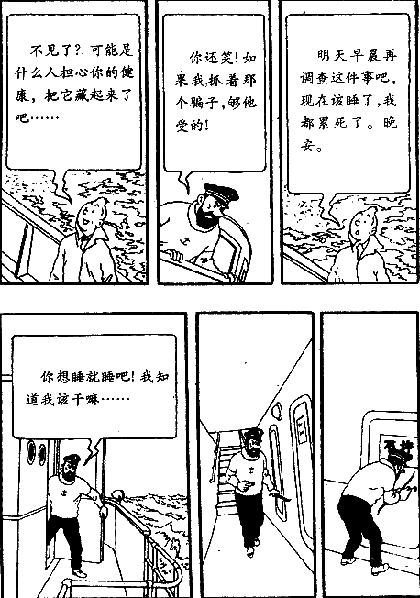 不见了？可能是
什么人担心你的健
康，把它藏起来了
吧……
你还笑！如
果我抓着那
个骗子，够他
受的！
明天早晨再
调查这件事吧，
现在该睡了，我
都累死了。晚
安。
你想睡就睡吧！我知
道我该干嘛……